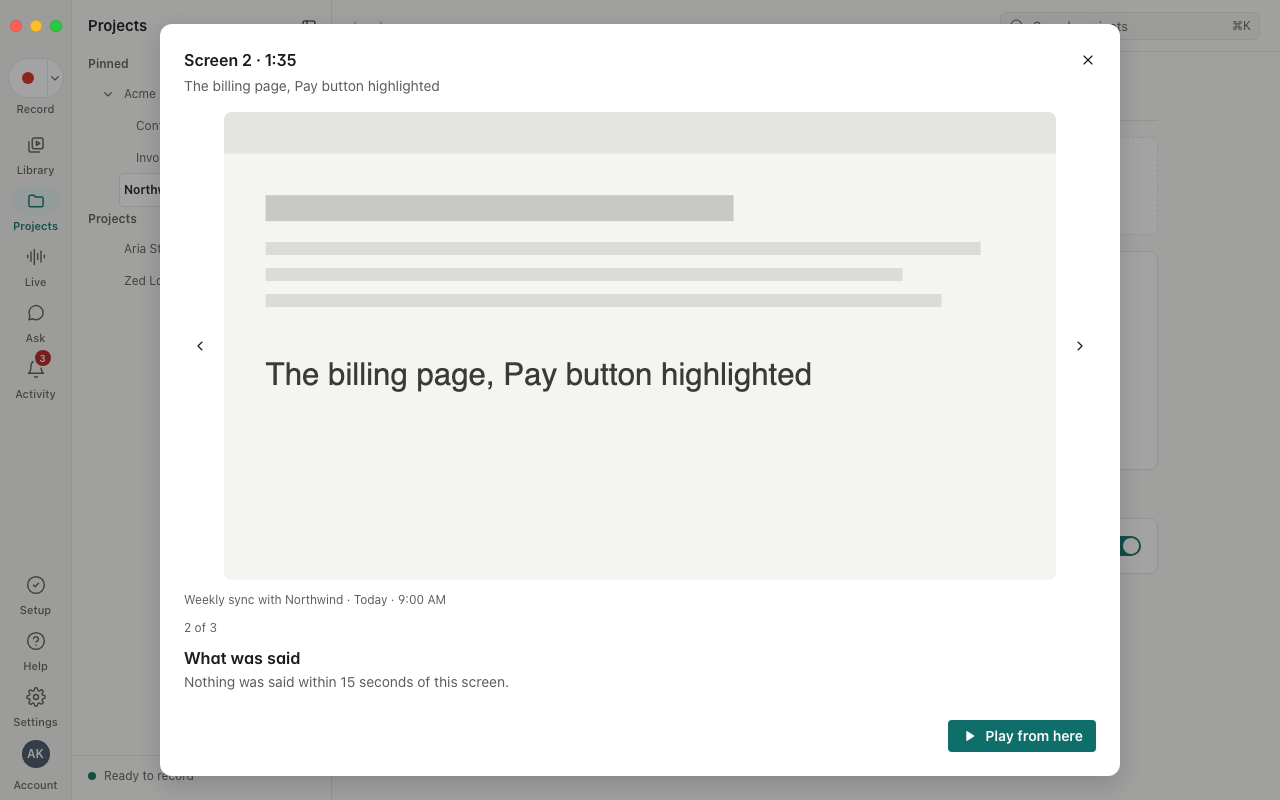 Projects
Record
Library
Projects
Live
Ask
3
Activity
Setup
Help
Settings
AK
Account
Pinned
Acme
Projects
⌘K
Ready to record
Screen 2 · 1:35
The billing page, Pay button highlighted
The billing page, Pay button highlighted
Weekly sync with Northwind · Today · 9:00 AM
2 of 3
What was said
Nothing was said within 15 seconds of this screen.
Play from here